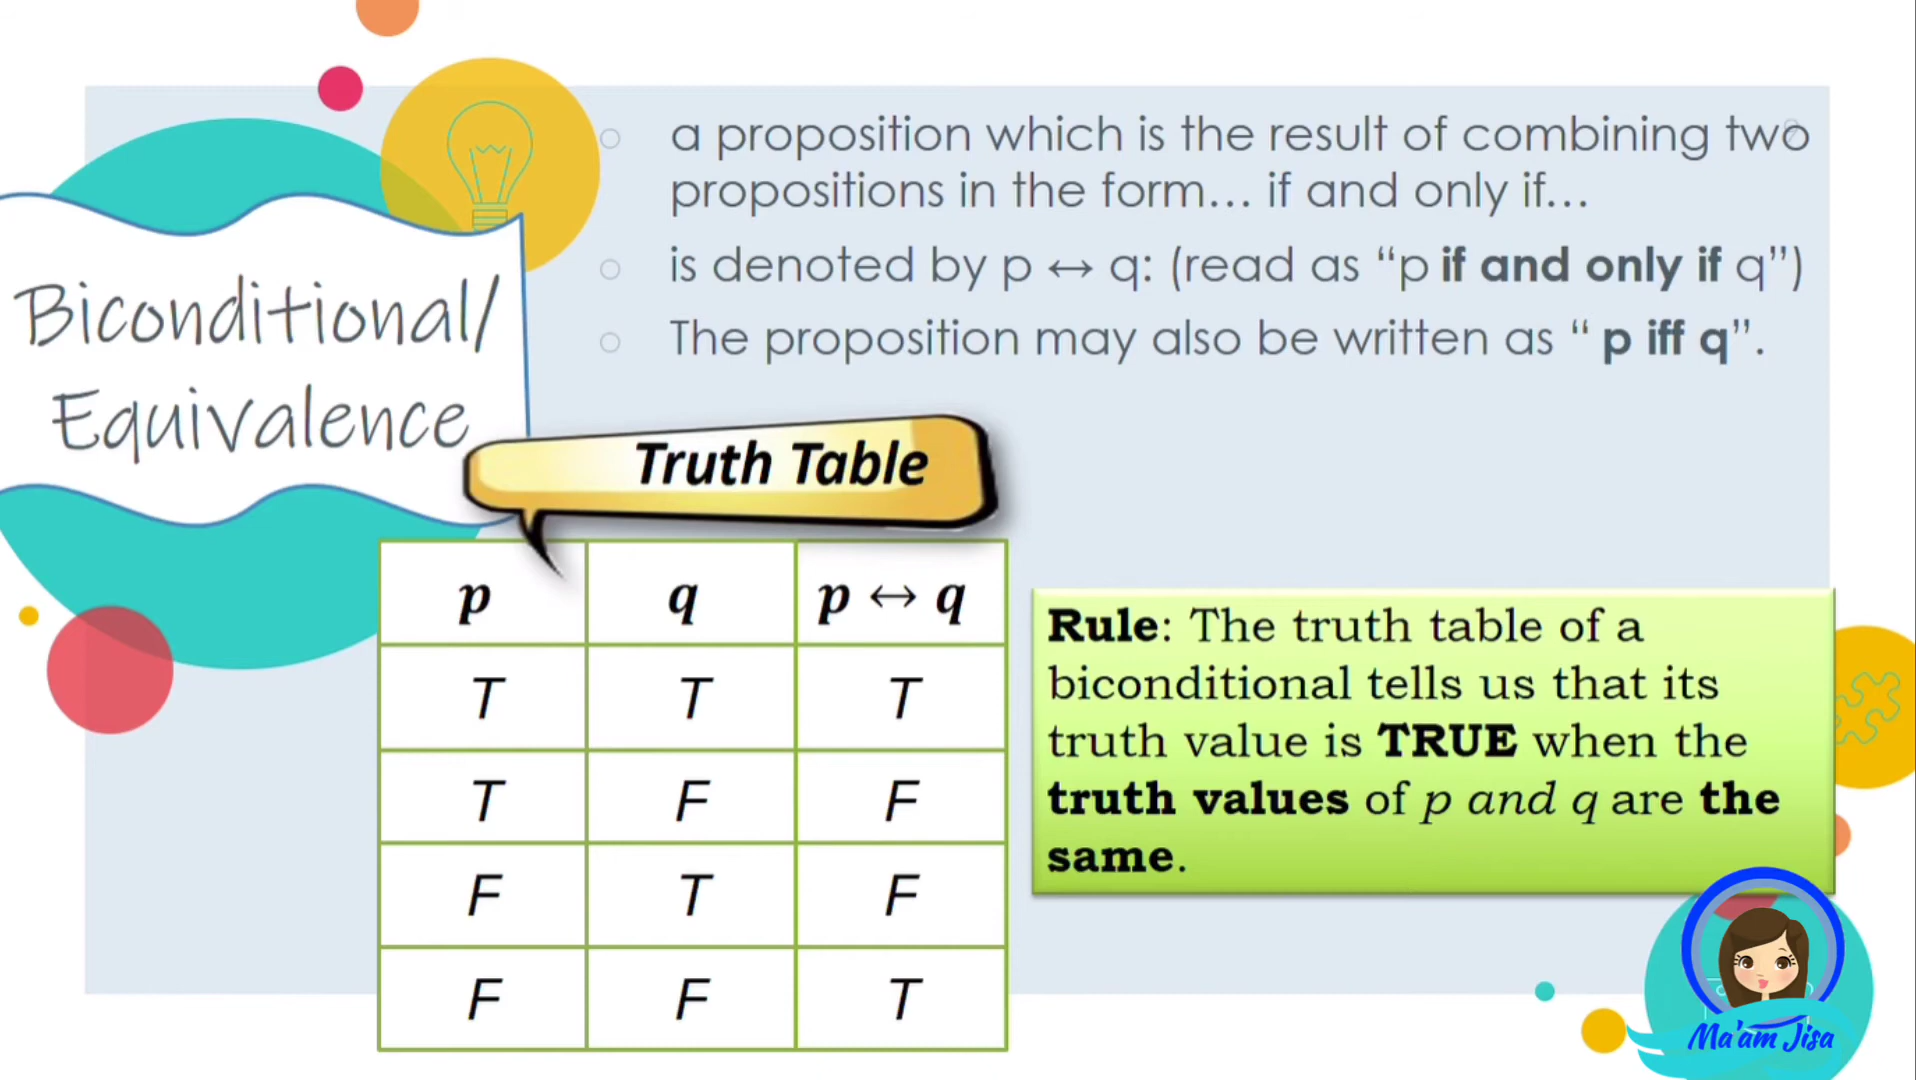 Biconditional/
Equivalence
a proposition which is the result of combining two
propositions in the form… if and only if…
is denoted by p ↔ q: (read as “p if and only if q”)
The proposition may also be written as “ p iff q”.
Truth Table
p q p ↔ q
T T T
T F F
F T F
F F T
Rule: The truth table of a
biconditional tells us that its
truth value is TRUE when the
truth values of p and q are the
same.
Ma'am Jisa